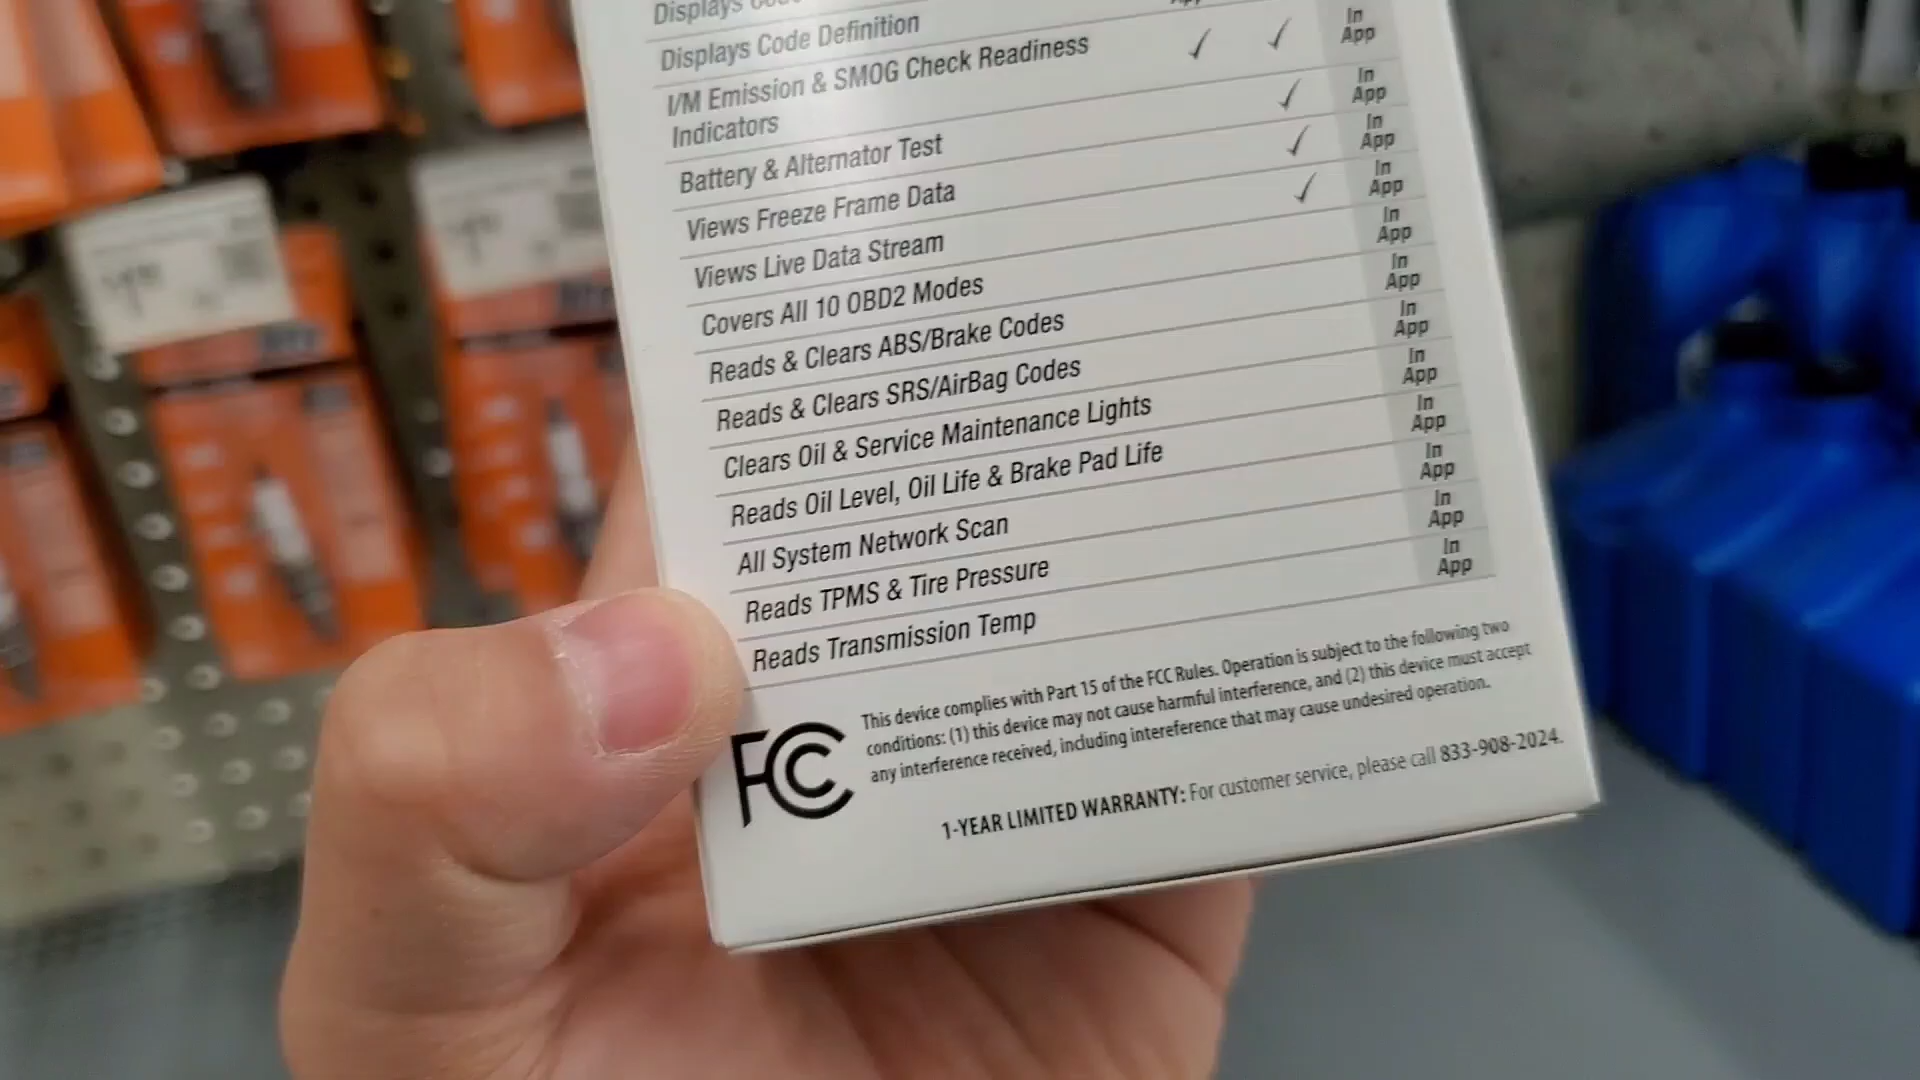 Displays
Displays Code Definition
In
App
I/M Emission & SMOG Check Readiness
Indicators
✓ ✓ In
App
Battery & Alternator Test ✓ In
App
Views Freeze Frame Data ✓ In
App
Views Live Data Stream ✓ In
App
Covers All 10 OBD2 Modes In
App
Reads & Clears ABS/Brake Codes In
App
Reads & Clears SRS/AirBag Codes In
App
Clears Oil & Service Maintenance Lights In
App
Reads Oil Level, Oil Life & Brake Pad Life In
App
All System Network Scan In
App
Reads TPMS & Tire Pressure In
App
Reads Transmission Temp
FC
This device complies with Part 15 of the FCC Rules. Operation is subject to the following two
conditions: (1) this device may not cause harmful interference, and (2) this device must accept
any interference received, including intereference that may cause undesired operation.
1-YEAR LIMITED WARRANTY: For customer service, please call 833-908-2024.